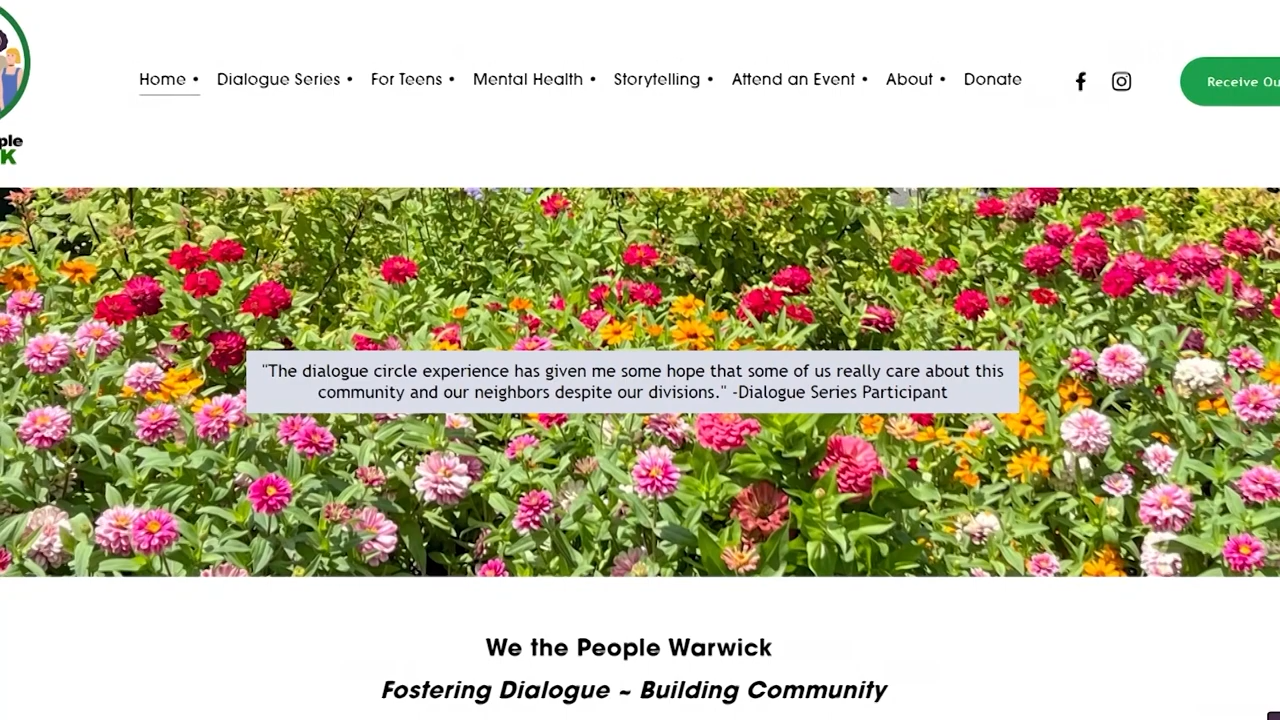 Home • Dialogue Series • For Teens • Mental Health • Storytelling • Attend an Event • About • Donate
Receive Ou
ple
K
"The dialogue circle experience has given me some hope that some of us really care about this
community and our neighbors despite our divisions." -Dialogue Series Participant
We the People Warwick
Fostering Dialogue ~ Building Community